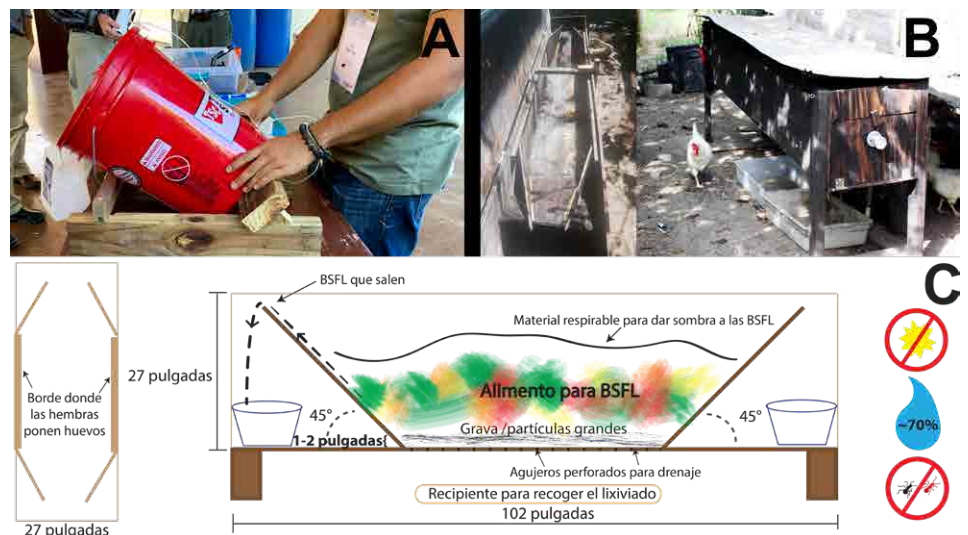 A
B
C
BSFL que salen
Material respirable para dar sombra a las BSFL
27 pulgadas
Borde donde
las hembras
ponen huevos
Alimento para BSFL
45°
45°
Grava /partículas grandes
1-2 pulgadas{
Agujeros perforados para drenaje
Recipiente para recoger el lixiviado
102 pulgadas
27 pulgadas
~70%